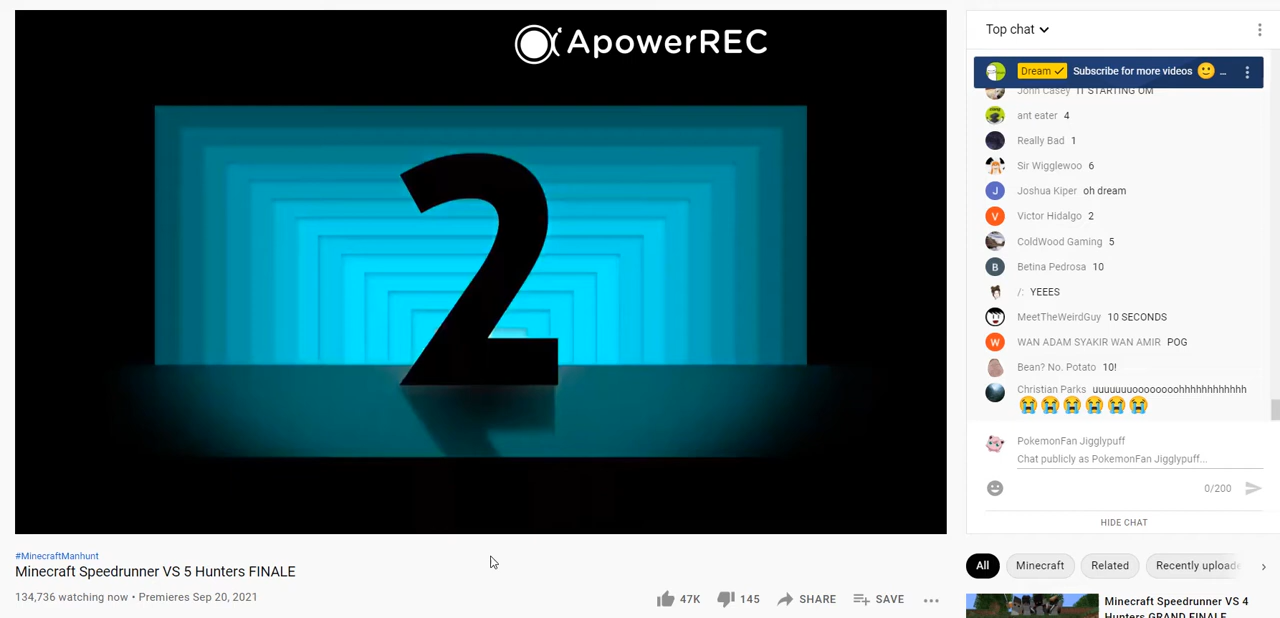 ApowerREC
2
#MinecraftManhunt
Minecraft Speedrunner VS 5 Hunters FINALE
134,736 watching now • Premieres Sep 20, 2021
47K
145
SHARE
SAVE
Top chat
Dream Subscribe for more videos 🙂 ...
John Casey IT STARTING OM
ant eater 4
Really Bad 1
Sir Wigglewoo 6
J Joshua Kiper oh dream
V Victor Hidalgo 2
ColdWood Gaming 5
B Betina Pedrosa 10
/: YEEES
MeetTheWeirdGuy 10 SECONDS
W WAN ADAM SYAKIR WAN AMIR POG
Bean? No. Potato 10!
Christian Parks uuuuuuuoooooooohhhhhhhhhhhh
😭😭😭😭😭😭
PokemonFan Jigglypuff
Chat publicly as PokemonFan Jigglypuff...
0/200
HIDE CHAT
All Minecraft Related Recently uploade
Minecraft Speedrunner VS 4
Hunters GRAND FINALE